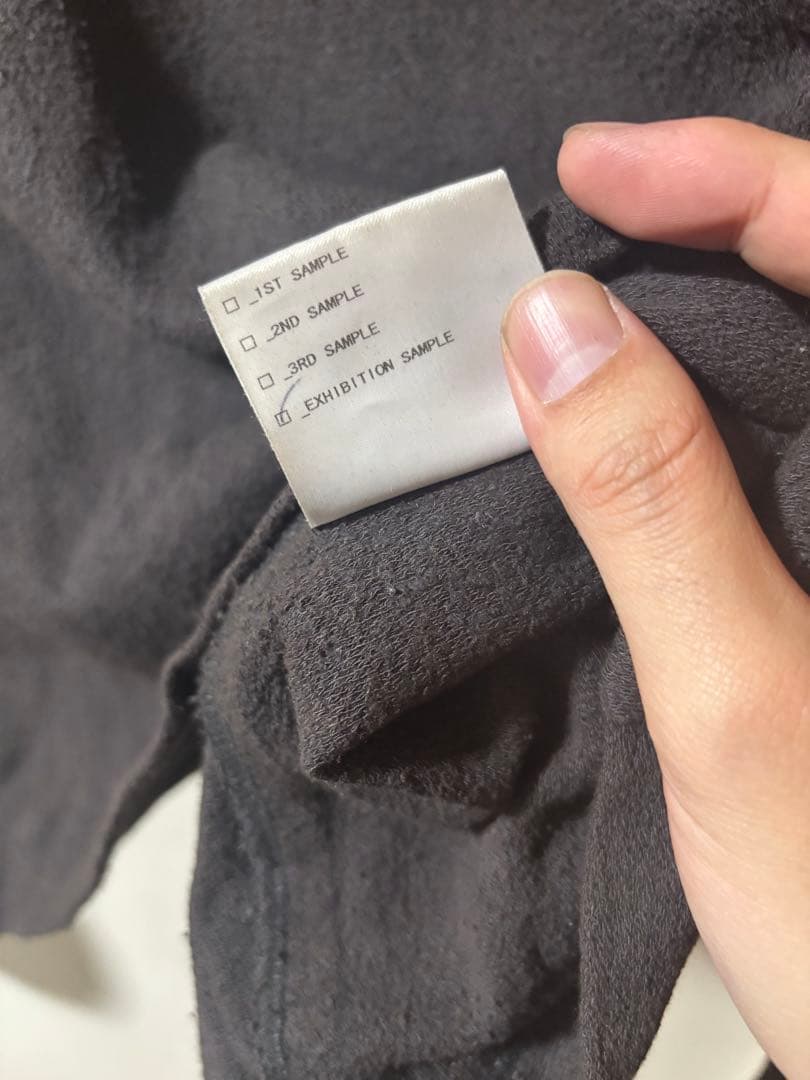 ☐ _1ST SAMPLE
☐ _2ND SAMPLE
☐ _3RD SAMPLE
☑ _EXHIBITION SAMPLE